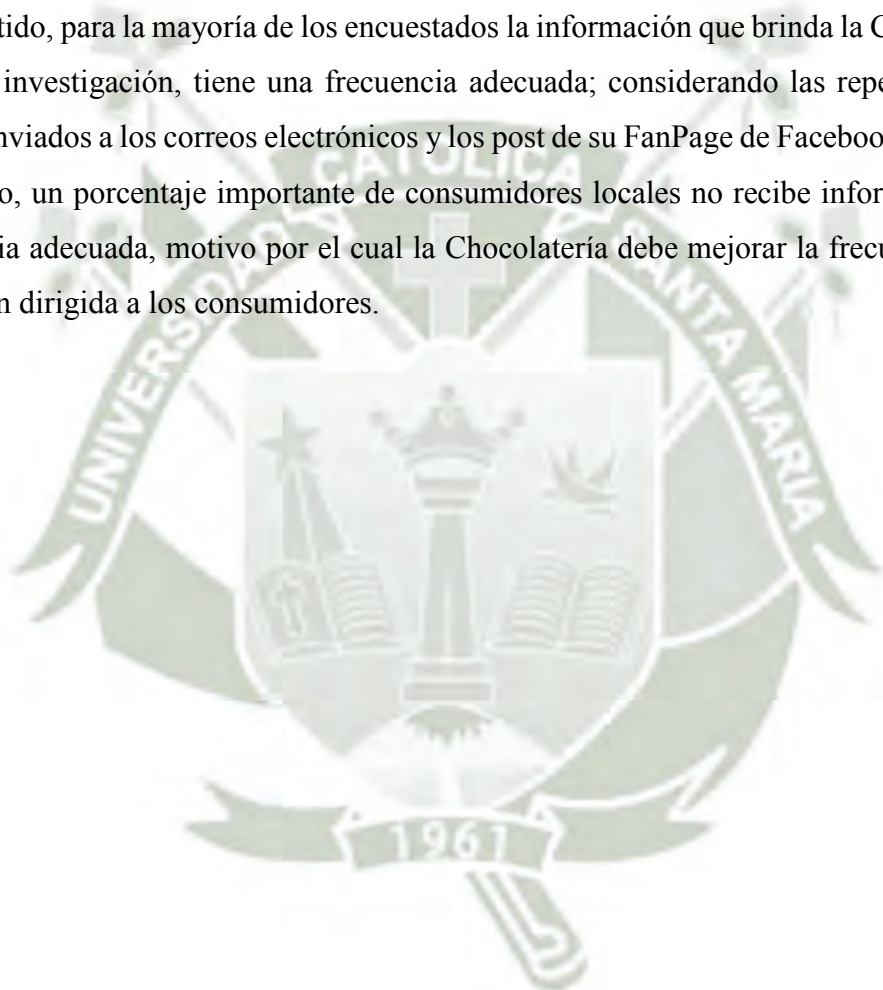 tido, para la mayoría de los encuestados la información que brinda la C
investigación, tiene una frecuencia adecuada; considerando las repe
nviados a los correos electrónicos y los post de su FanPage de Faceboo
o, un porcentaje importante de consumidores locales no recibe infor
ia adecuada, motivo por el cual la Chocolatería debe mejorar la frecu
n dirigida a los consumidores.
UNIVERSIDAD CATOLICA SANTA MARIA
1961